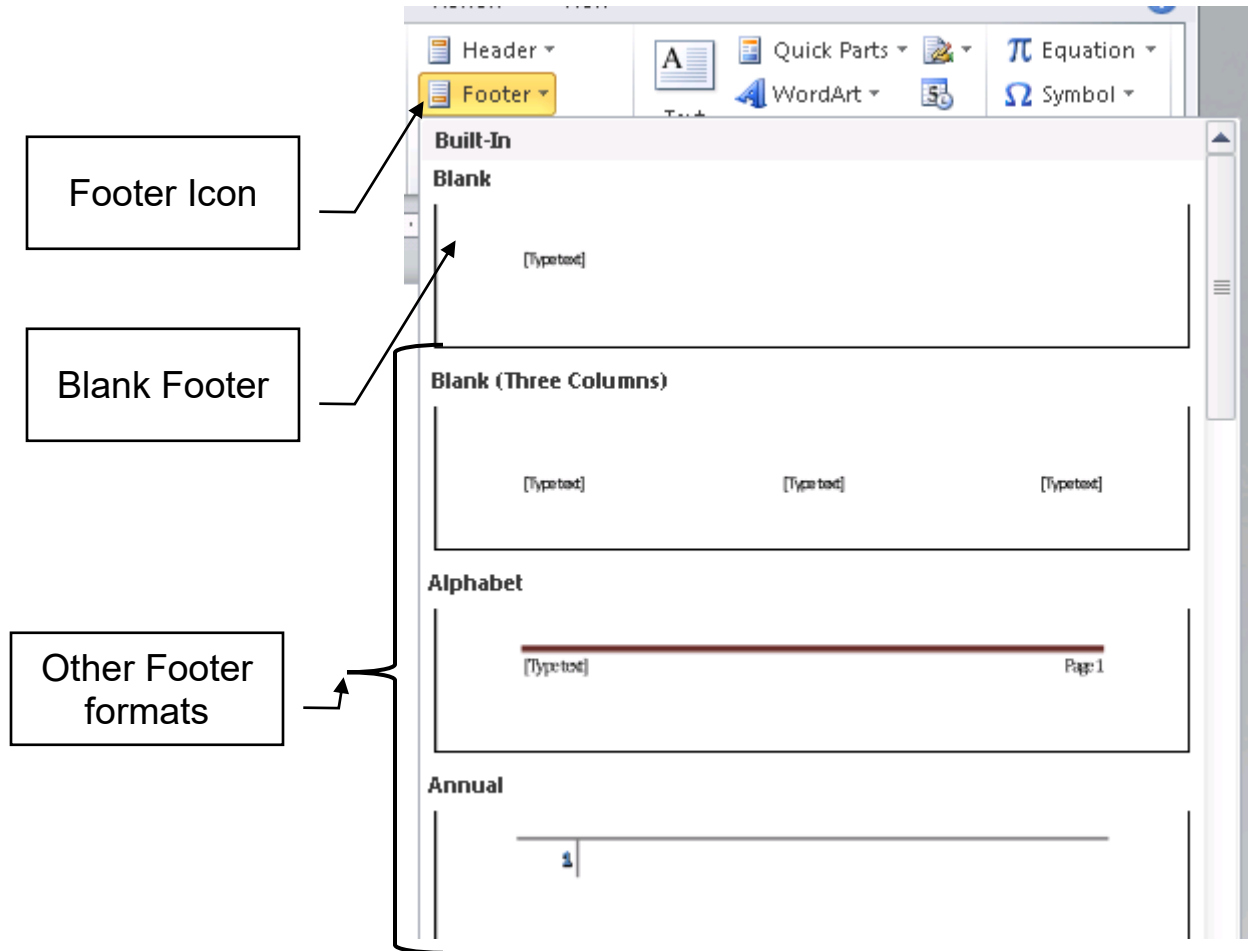 Header
Quick Parts
Equation
Footer
WordArt
Symbol
Built-In
Blank
Footer Icon
[Type text]
Blank Footer
Blank (Three Columns)
[Type text] [Type text] [Type text]
Alphabet
Other Footer
formats
[Type text] Page 1
Annual
1